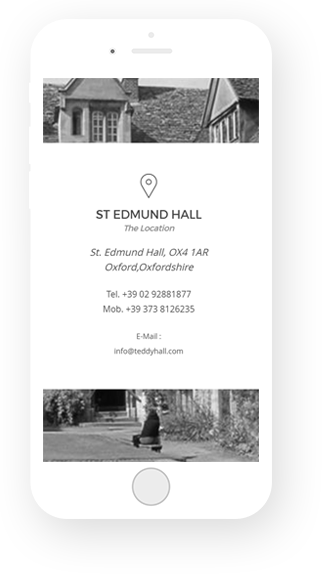 ST EDMUND HALL
The Location
St. Edmund Hall, OX4 1AR
Oxford,Oxfordshire
Tel. +39 02 92881877
Mob. +39 373 8126235
E-Mail :
info@teddyhall.com